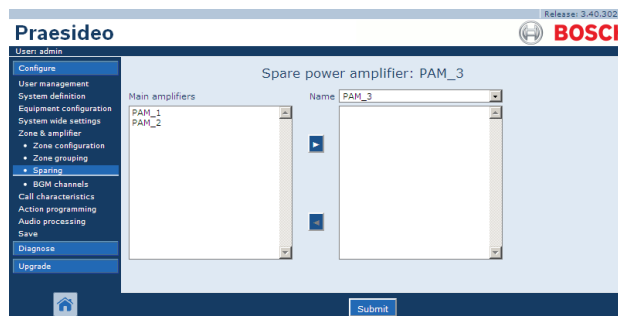 Release: 3.40.302
Praesideo
BOSCH
User: admin
Configure
User management
System definition
Equipment configuration
System wide settings
Zone & amplifier
• Zone configuration
• Zone grouping
• Sparing
• BGM channels
Call characteristics
Action programming
Audio processing
Save
Diagnose
Upgrade
Spare power amplifier: PAM_3
Main amplifiers
Name PAM_3
PAM_1
PAM_2
Submit